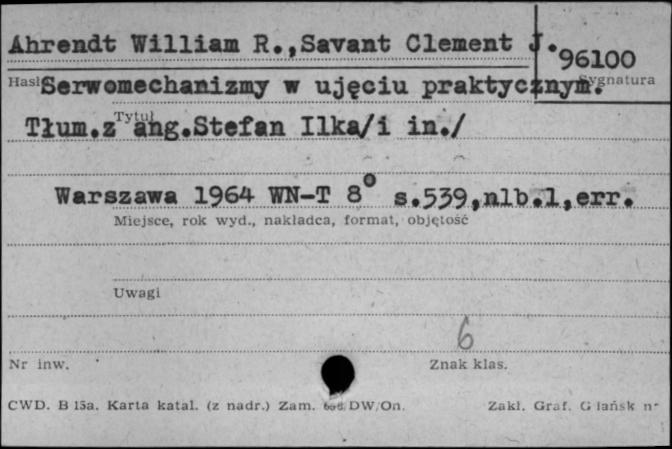 Ahrendt William R.,Savant Clement J.
96100
Hasło Sygnatura
Serwomechanizmy w ujęciu praktycznym.
Tytuł
Tłum.z ang.Stefan Ilka/i in./
Warszawa 1964 WN-T 8° s.539,nlb.1,err.
Miejsce, rok wyd., nakładca, format, objętość
Uwagi
6
Nr inw. Znak klas.
CWD. B 15a. Karta katal. (z nadr.) Zam. DW/On. Zakł. Graf. Gdańsk n